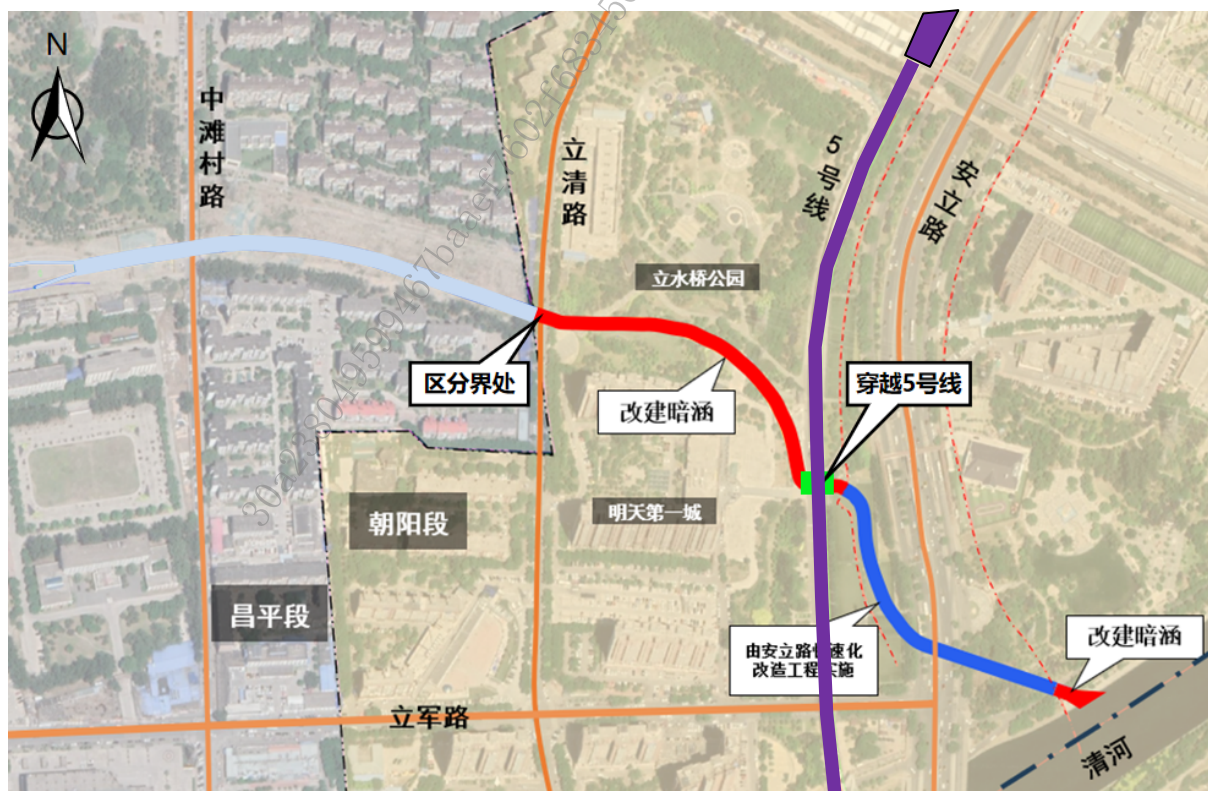 N
中滩村路
立清路
5号线
安立路
立水桥公园
区分界处
改建暗涵
穿越5号线
朝阳段
明天第一城
昌平段
由安立路快速化
改造工程实施
改建暗涵
立军路
清河